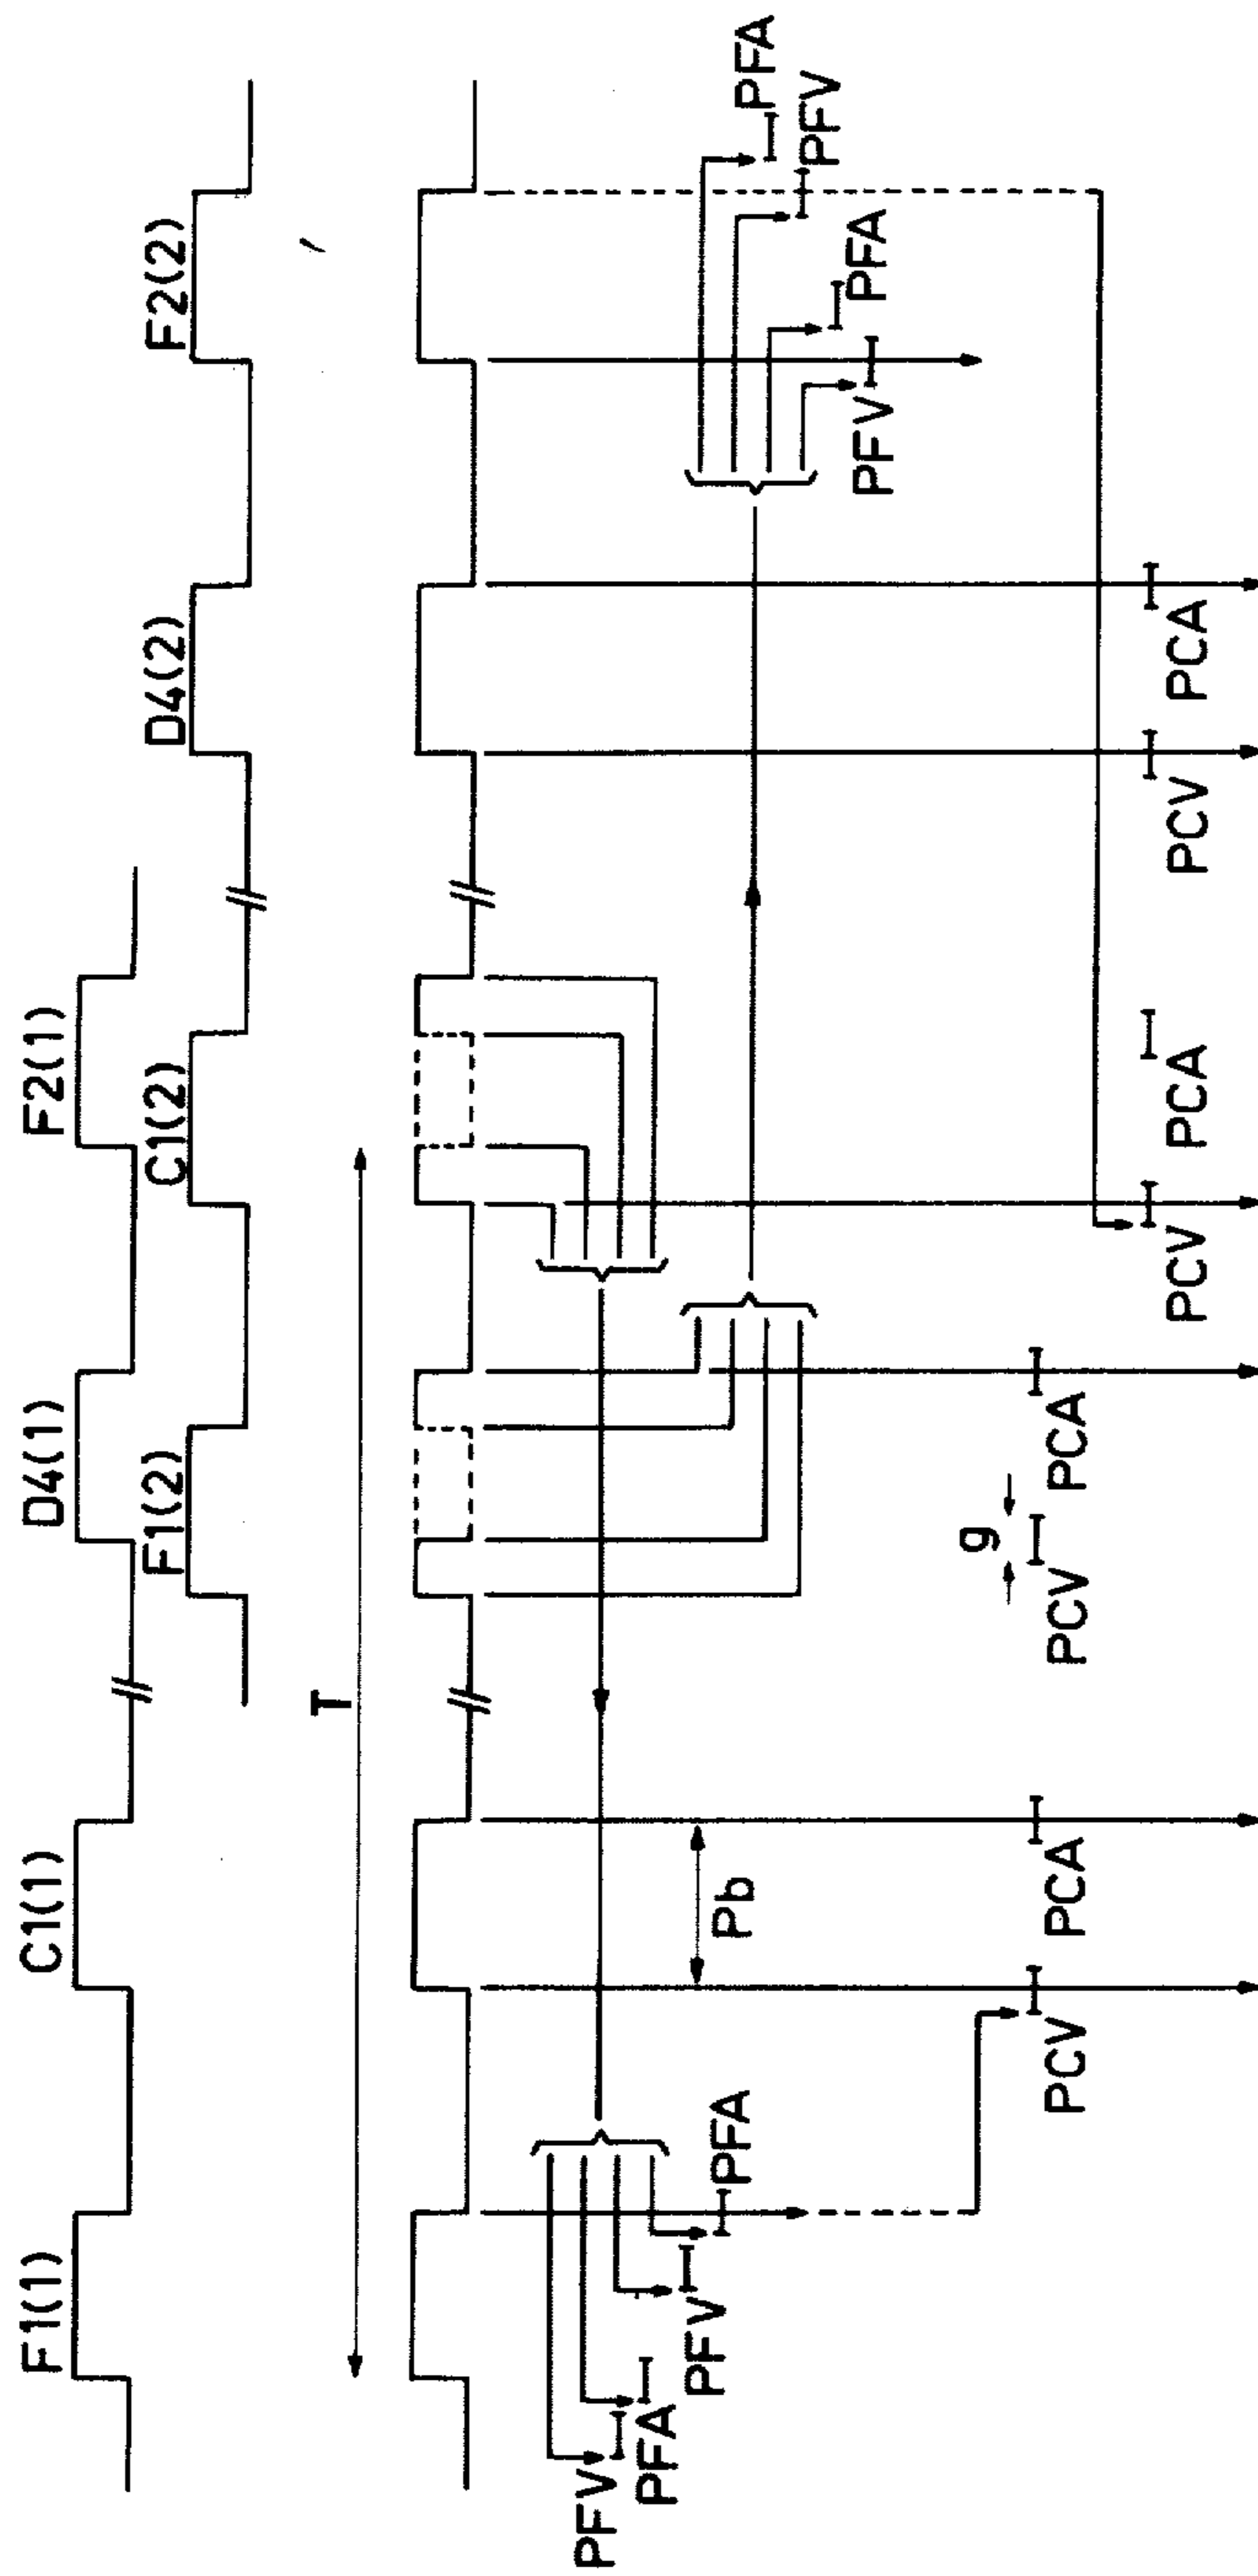 F1(1)
C1(1)
D4(1)
F2(1)
F1(2)
C1(2)
D4(2)
F2(2)
T
PFV
PFA
PFV
PFA
Pb
PFV
PFA
PFV
PFA
g
PCV
PCA
PCV
PCA
PCV
PCA
PCV
PCA